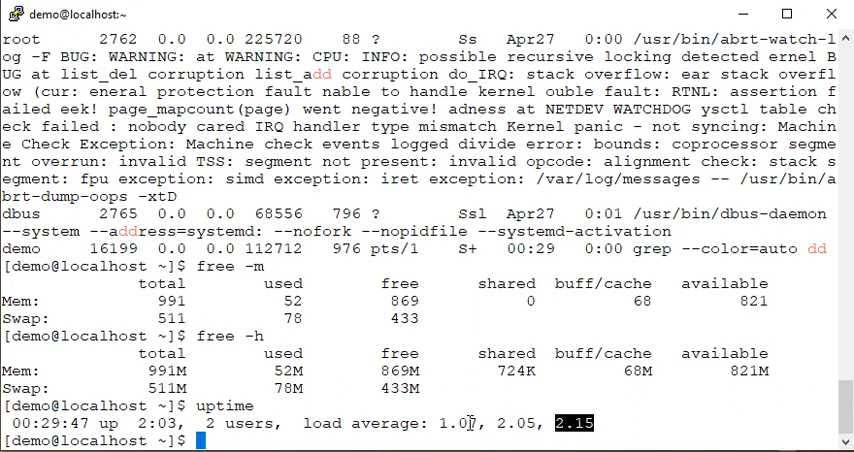 demo@localhost:~
root      2762  0.0  0.0 225720    88 ?        Ss   Apr27   0:00 /usr/bin/abrt-watch-l
og -F BUG: WARNING: at WARNING: CPU: INFO: possible recursive locking detected ernel B
UG at list_del corruption list_add corruption do_IRQ: stack overflow: ear stack overfl
ow (cur: eneral protection fault nable to handle kernel ouble fault: RTNL: assertion f
ailed eek! page_mapcount(page) went negative! adness at NETDEV WATCHDOG ysctl table ch
eck failed : nobody cared IRQ handler type mismatch Kernel panic - not syncing: Machin
e Check Exception: Machine check events logged divide error: bounds: coprocessor segme
nt overrun: invalid TSS: segment not present: invalid opcode: alignment check: stack s
egment: fpu exception: simd exception: iret exception: /var/log/messages -- /usr/bin/a
brt-dump-oops -xtD
dbus      2765  0.0  0.0  68556   796 ?        Ssl  Apr27   0:01 /usr/bin/dbus-daemon
--system --address=systemd: --nofork --nopidfile --systemd-activation
demo     16199  0.0  0.0 112712   976 pts/1    S+   00:29   0:00 grep --color=auto dd
[demo@localhost ~]$ free -m
              total        used        free      shared  buff/cache   available
Mem:            991          52         869           0          68         821
Swap:           511          78         433
[demo@localhost ~]$ free -h
              total        used        free      shared  buff/cache   available
Mem:           991M         52M        869M        724K         68M        821M
Swap:          511M         78M        433M
[demo@localhost ~]$ uptime
 00:29:47 up  2:03,  2 users,  load average: 1.07, 2.05, 2.15
[demo@localhost ~]$